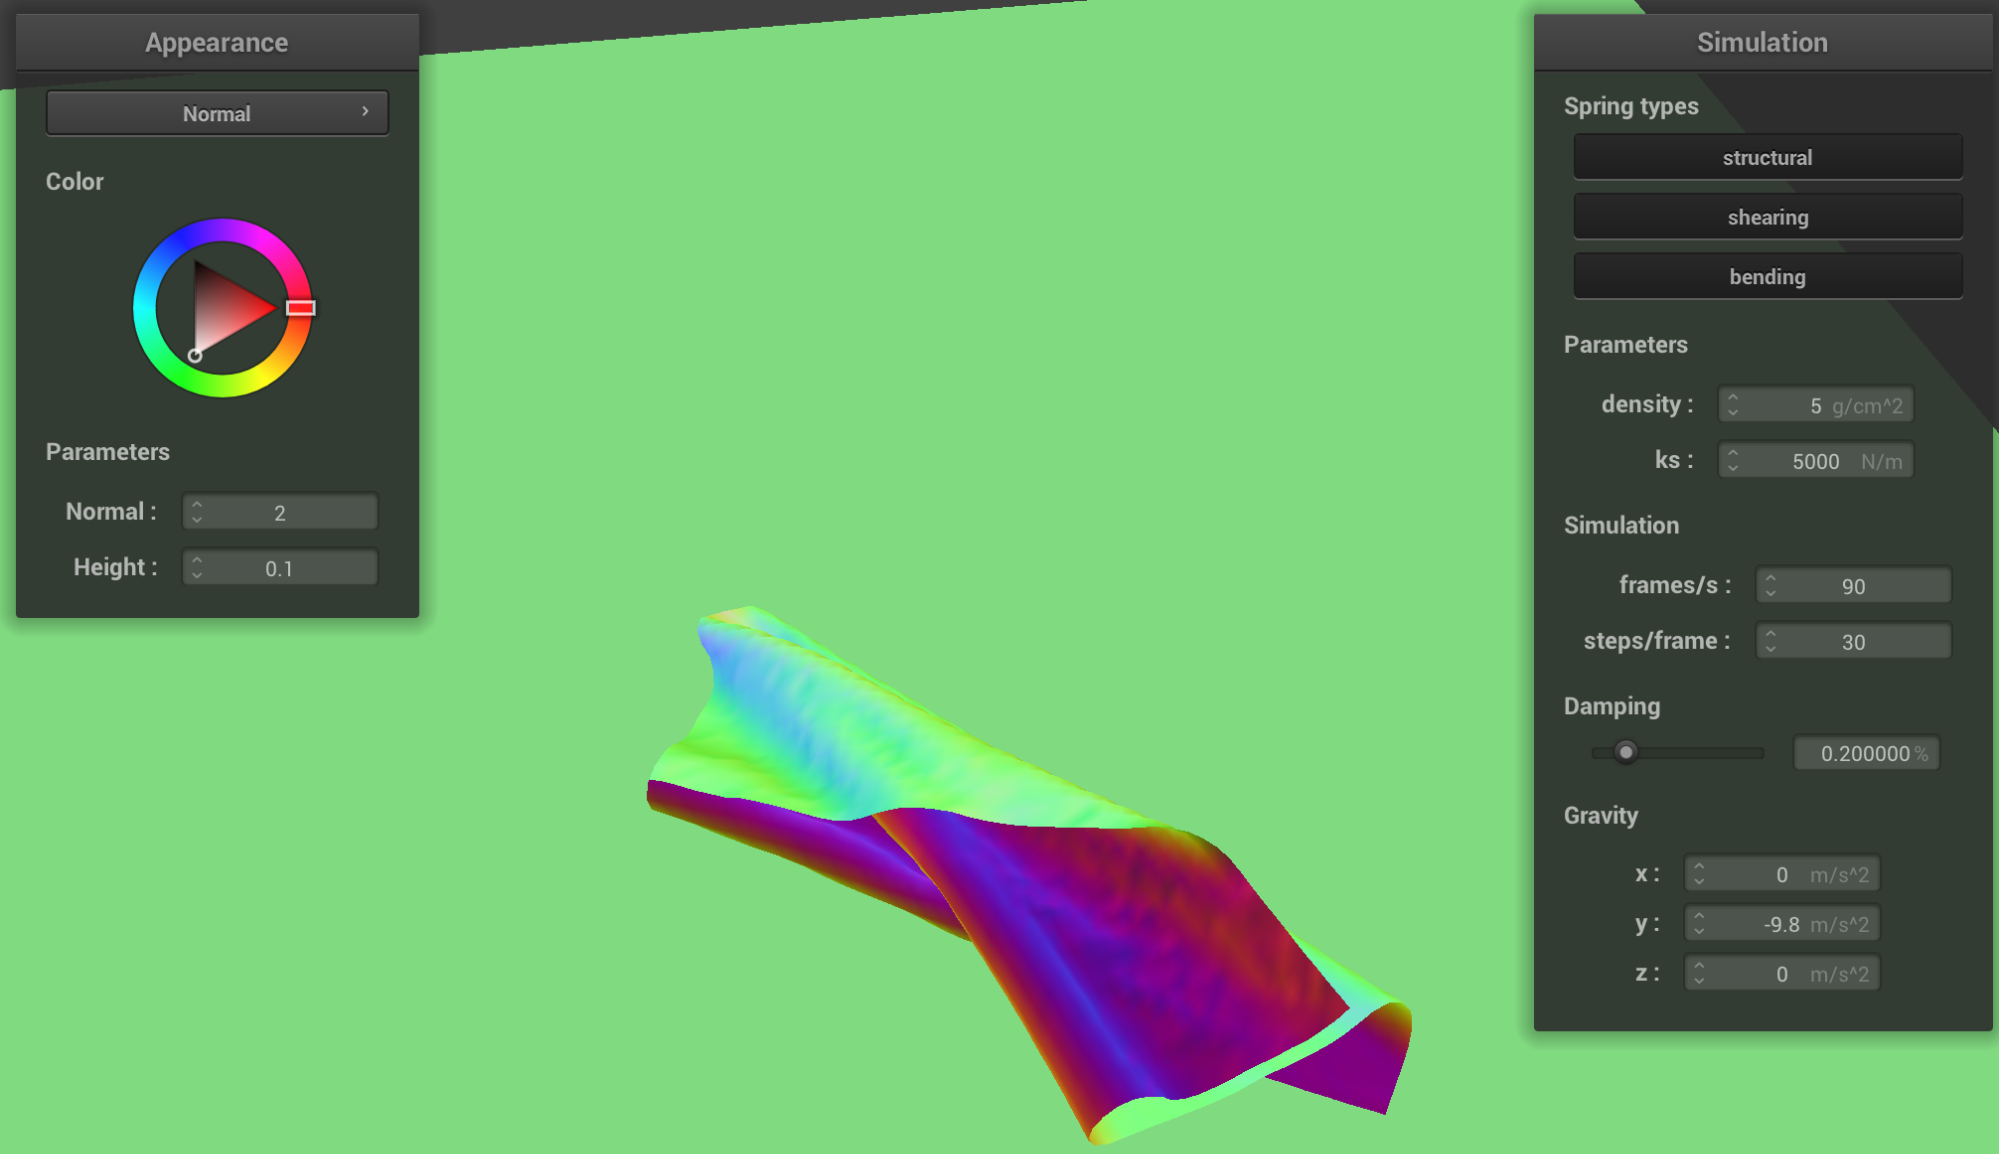 Appearance
Normal
Color
Parameters
Normal : 2
Height : 0.1
Simulation
Spring types
structural
shearing
bending
Parameters
density : 5 g/cm^2
ks : 5000 N/m
Simulation
frames/s : 90
steps/frame : 30
Damping
0.200000 %
Gravity
x : 0 m/s^2
y : -9.8 m/s^2
z : 0 m/s^2